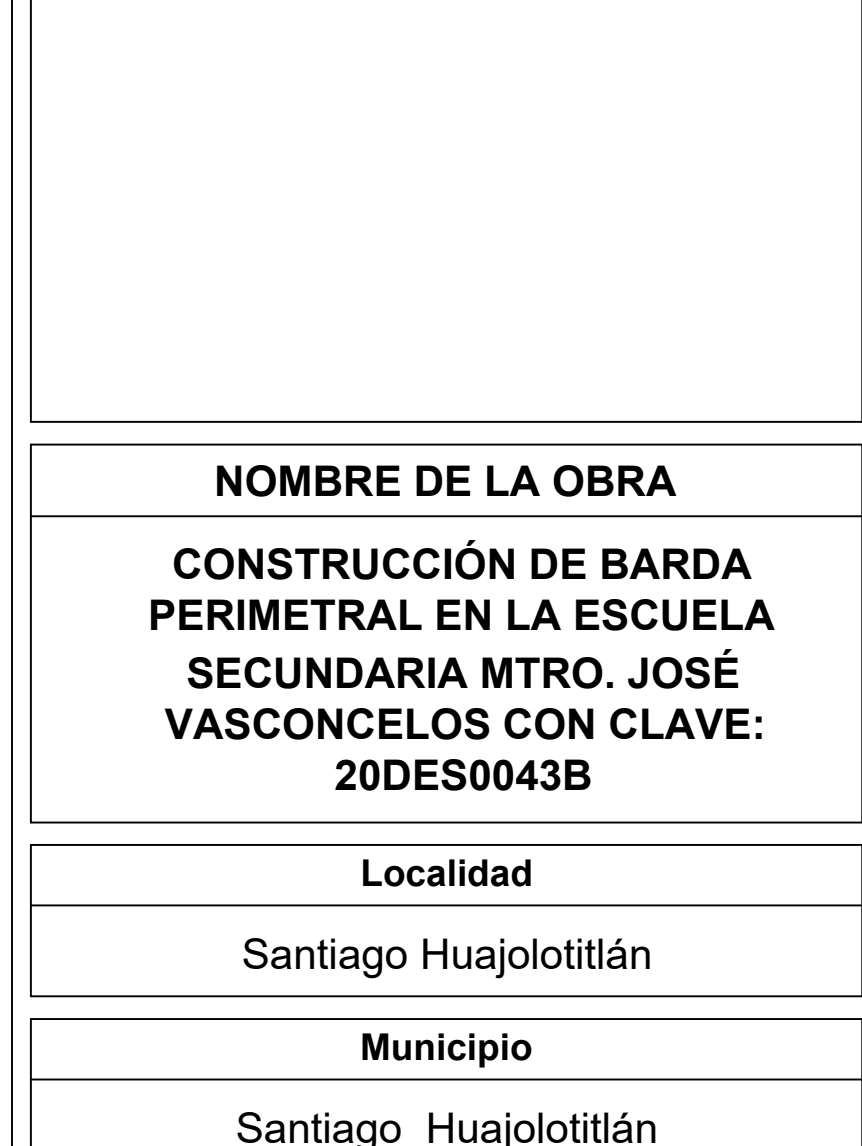 NOMBRE DE LA OBRA
CONSTRUCCIÓN DE BARDA
PERIMETRAL EN LA ESCUELA
SECUNDARIA MTRO. JOSÉ
VASCONCELOS CON CLAVE:
20DES0043B
Localidad
Santiago Huajolotitlán
Municipio
Santiago Huajolotitlán